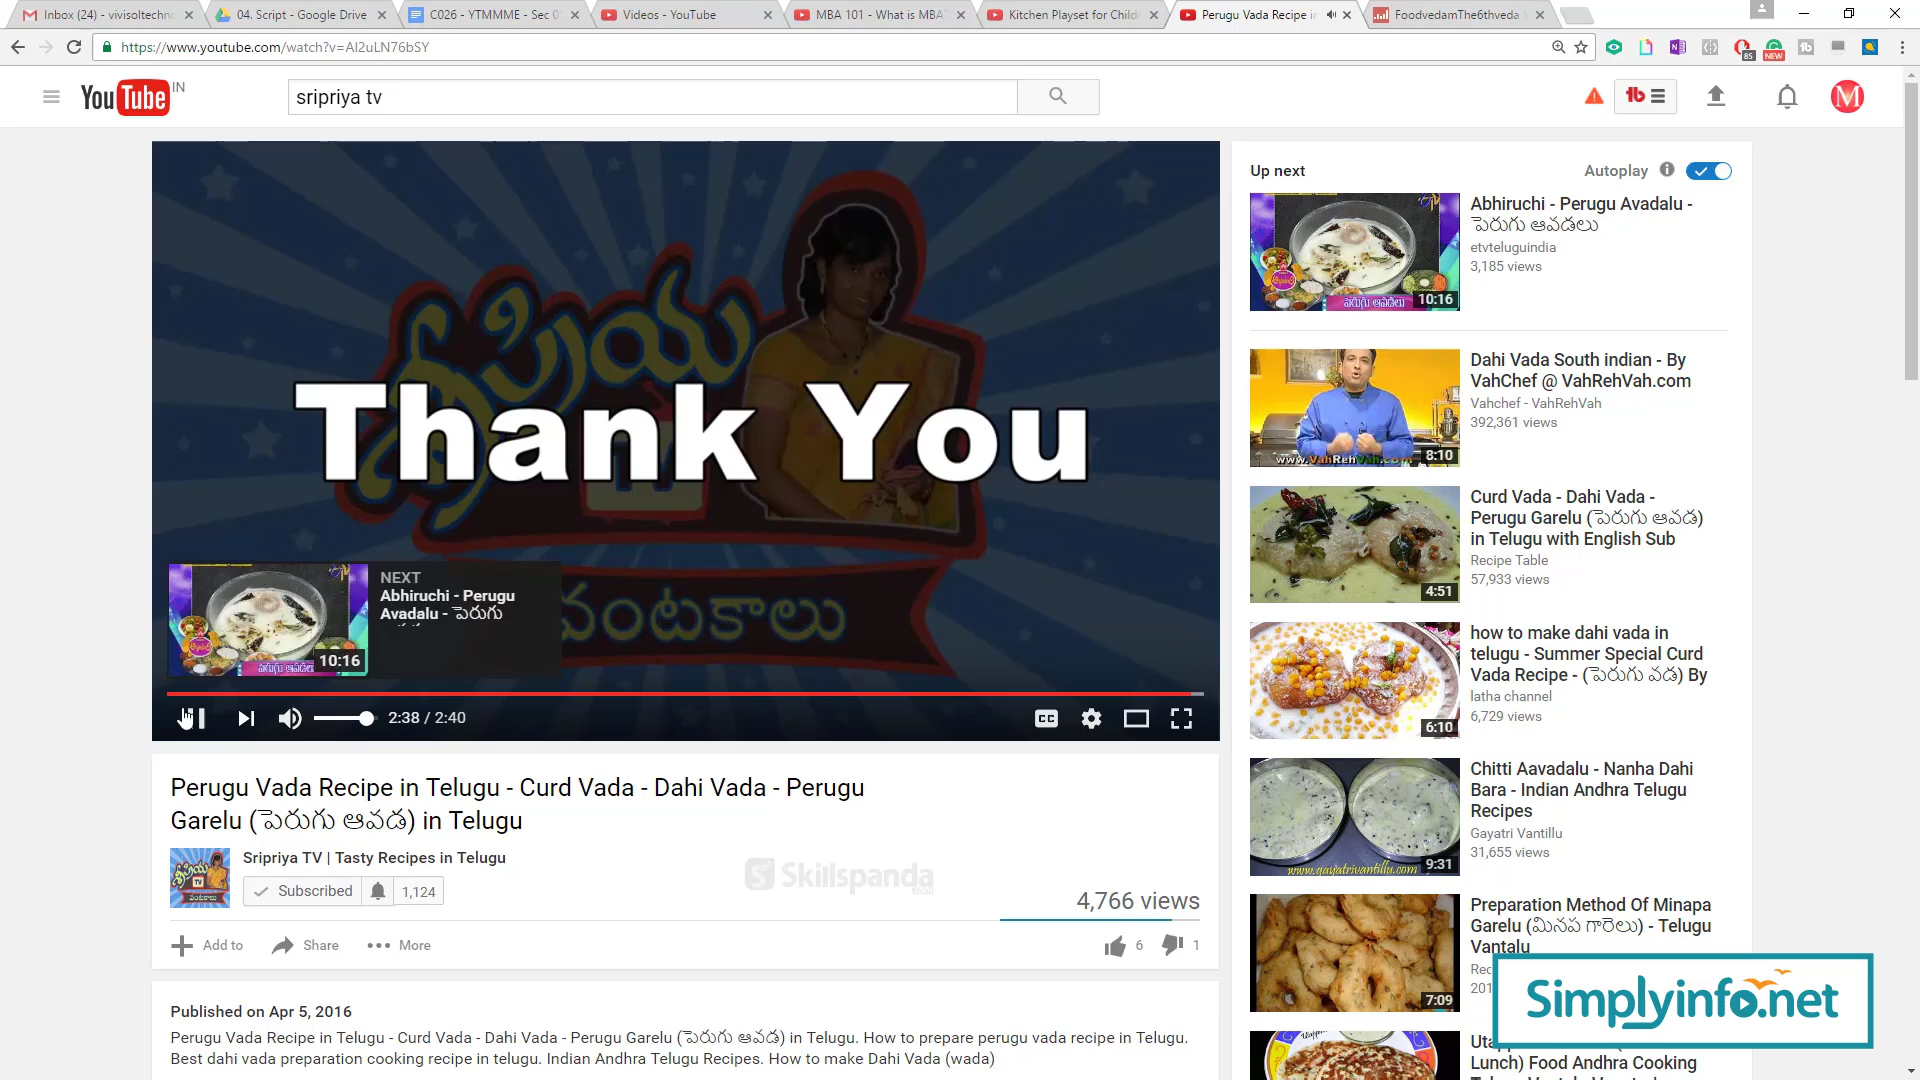 Inbox (24) - vivisoltechn
04. Script - Google Drive
C026 - YTMMME - Sec 0
Videos - YouTube
MBA 101 - What is MBA
Kitchen Playset for Child
Perugu Vada Recipe in
FoodvedamThe6thveda
https://www.youtube.com/watch?v=AI2uLN76bSY
85
NEW
YouTube IN
sripriya tv
M
శ్రీప్రియ
Thank You
వంటకాలు
NEXT
Abhiruchi - Perugu
Avadalu - పెరుగు
10:16
2:38 / 2:40
CC
Perugu Vada Recipe in Telugu - Curd Vada - Dahi Vada - Perugu
Garelu (పెరుగు ఆవడ) in Telugu
Sripriya TV | Tasty Recipes in Telugu
Subscribed
1,124
Skillspanda
4,766 views
Add to
Share
More
6
1
Published on Apr 5, 2016
Perugu Vada Recipe in Telugu - Curd Vada - Dahi Vada - Perugu Garelu (పెరుగు ఆవడ) in Telugu. How to prepare perugu vada recipe in Telugu.
Best dahi vada preparation cooking recipe in telugu. Indian Andhra Telugu Recipes. How to make Dahi Vada (wada)
Up next
Autoplay
పెరుగు ఆవడలు
10:16
Abhiruchi - Perugu Avadalu -
పెరుగు ఆవడలు
etvteluguindia
3,185 views
www.VahRehVah.com
8:10
Dahi Vada South indian - By
VahChef @ VahRehVah.com
Vahchef - VahRehVah
392,361 views
4:51
Curd Vada - Dahi Vada -
Perugu Garelu (పెరుగు ఆవడ)
in Telugu with English Sub
Recipe Table
57,933 views
6:10
how to make dahi vada in
telugu - Summer Special Curd
Vada Recipe - (పెరుగు వడ) By
latha channel
6,729 views
www.gayatrivantillu.com
9:31
Chitti Aavadalu - Nanha Dahi
Bara - Indian Andhra Telugu
Recipes
Gayatri Vantillu
31,655 views
7:09
Preparation Method Of Minapa
Garelu (మినప గారెలు) - Telugu
Vantalu
Simplyinfo.net
Lunch) Food Andhra Cooking